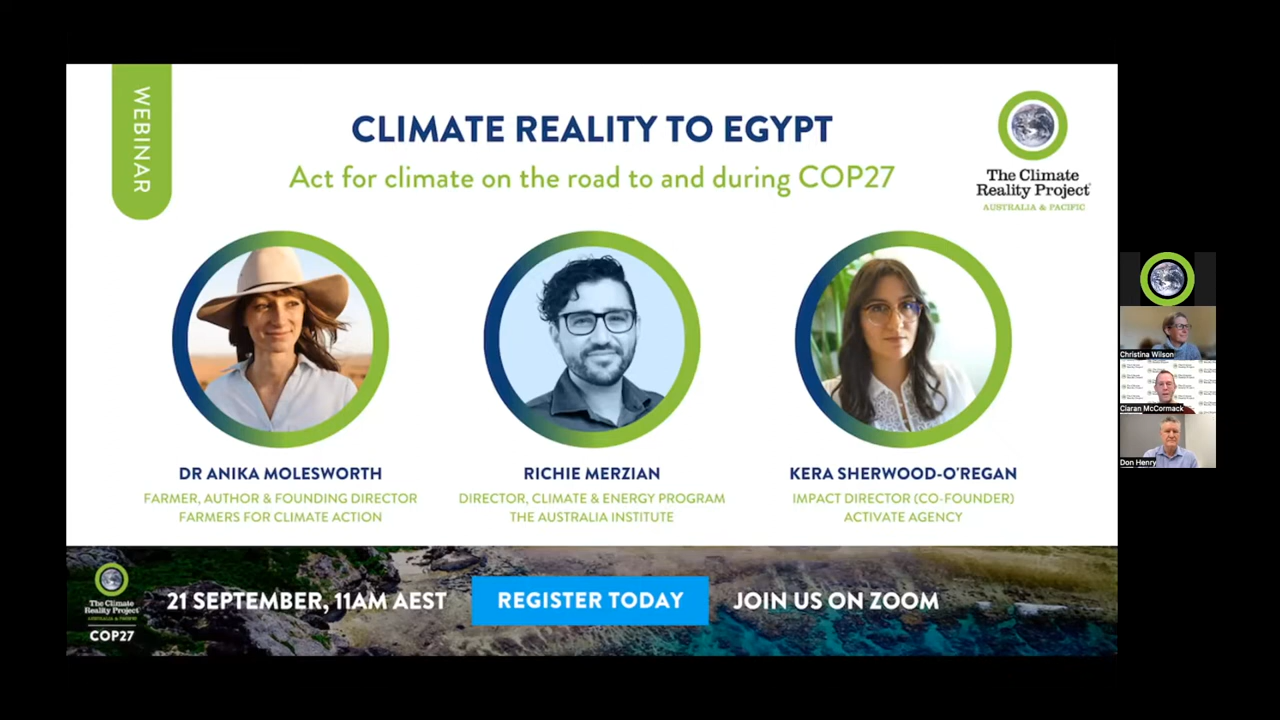 WEBINAR
CLIMATE REALITY TO EGYPT
Act for climate on the road to and during COP27
The Climate
Reality Project
AUSTRALIA & PACIFIC
DR ANIKA MOLESWORTH
FARMER, AUTHOR & FOUNDING DIRECTOR
FARMERS FOR CLIMATE ACTION
RICHIE MERZIAN
DIRECTOR, CLIMATE & ENERGY PROGRAM
THE AUSTRALIA INSTITUTE
KERA SHERWOOD-O'REGAN
IMPACT DIRECTOR (CO-FOUNDER)
ACTIVATE AGENCY
The Climate
Reality Project
AUSTRALIA & PACIFIC
COP27
21 SEPTEMBER, 11AM AEST
REGISTER TODAY
JOIN US ON ZOOM
Christina Wilson
Ciaran McCormack
Don Henry